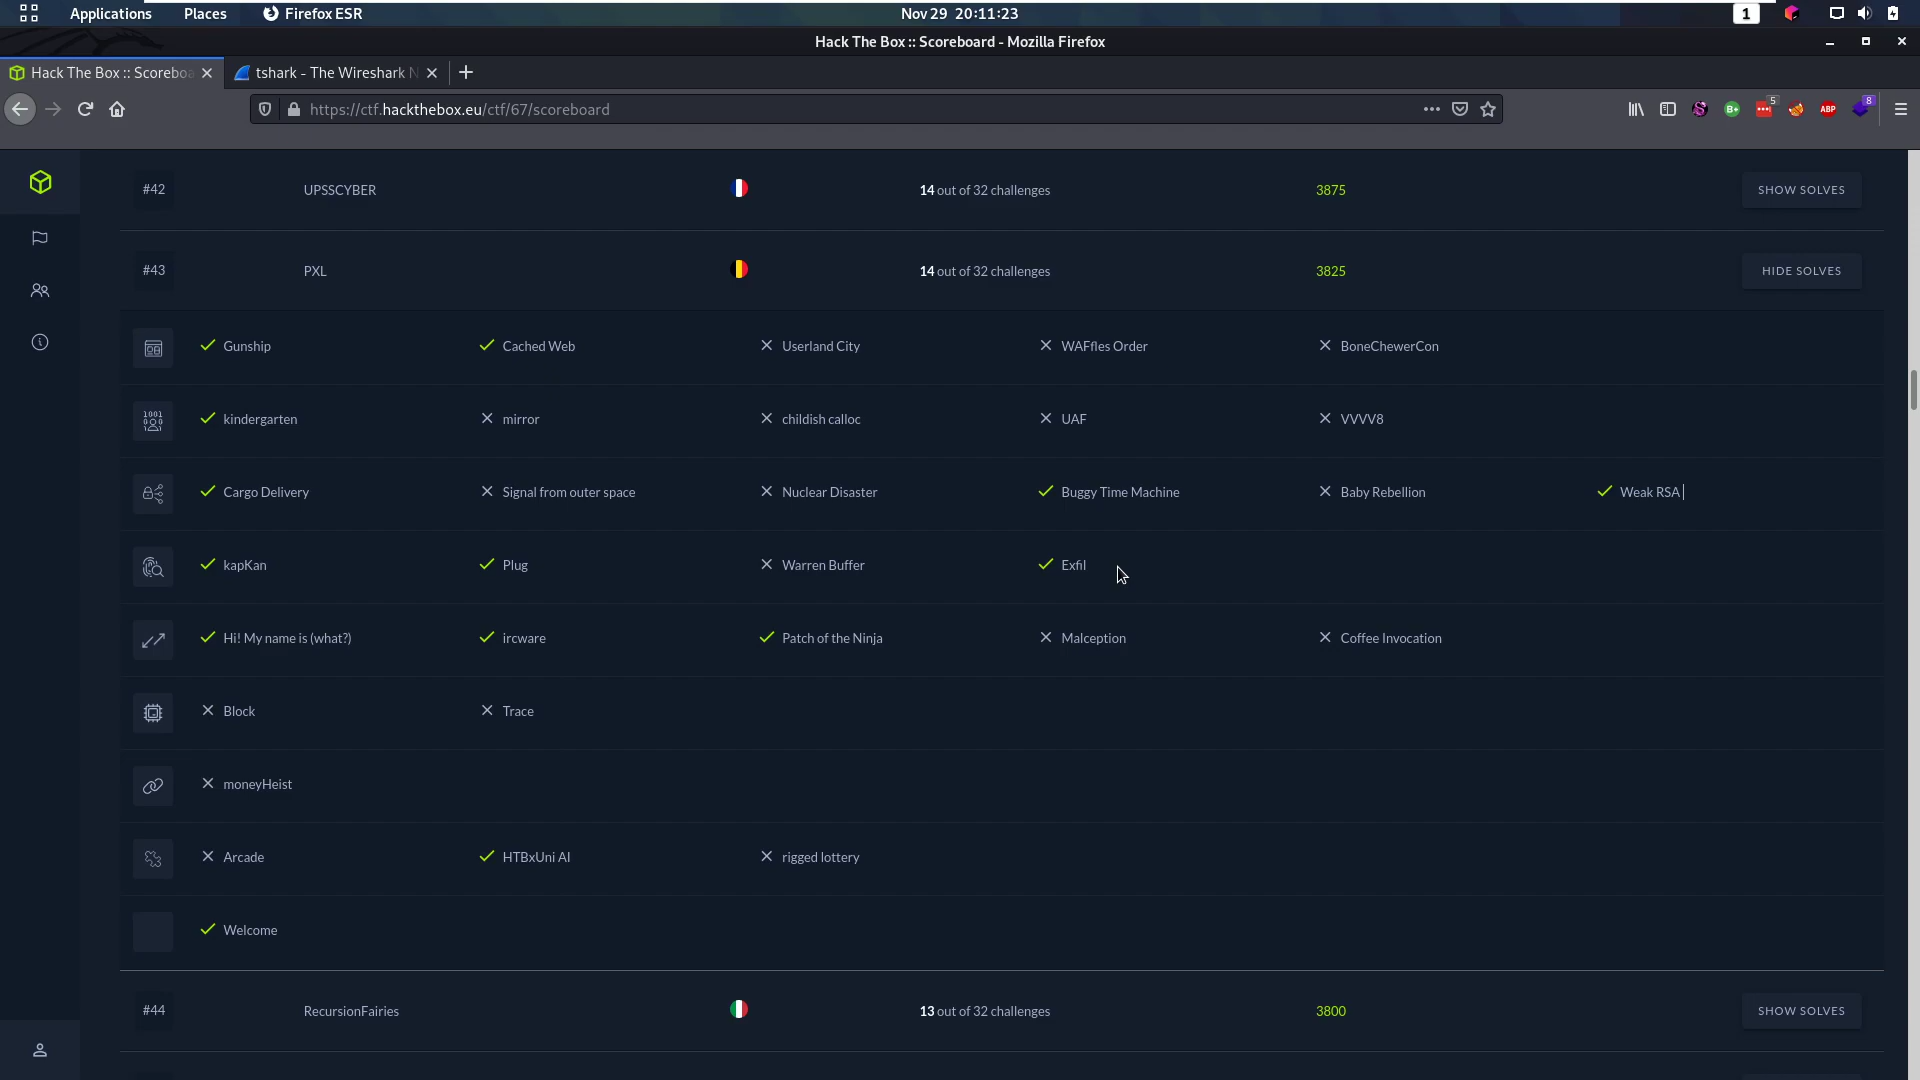 Applications Places Firefox ESR Nov 29 20:11:23 1
Hack The Box :: Scoreboard - Mozilla Firefox
Hack The Box :: Scoreboa tshark - The Wireshark N
https://ctf.hackthebox.eu/ctf/67/scoreboard B+ 5 ABP 8
#42 UPSSCYBER 14 out of 32 challenges 3875 SHOW SOLVES
#43 PXL 14 out of 32 challenges 3825 HIDE SOLVES
Gunship Cached Web Userland City WAFfles Order BoneChewerCon
1001 kindergarten mirror childish calloc UAF VVVV8
Cargo Delivery Signal from outer space Nuclear Disaster Buggy Time Machine Baby Rebellion Weak RSA
kapKan Plug Warren Buffer Exfil
Hi! My name is (what?) ircware Patch of the Ninja Malception Coffee Invocation
Block Trace
moneyHeist
Arcade HTBxUni AI rigged lottery
Welcome
#44 RecursionFairies 13 out of 32 challenges 3800 SHOW SOLVES